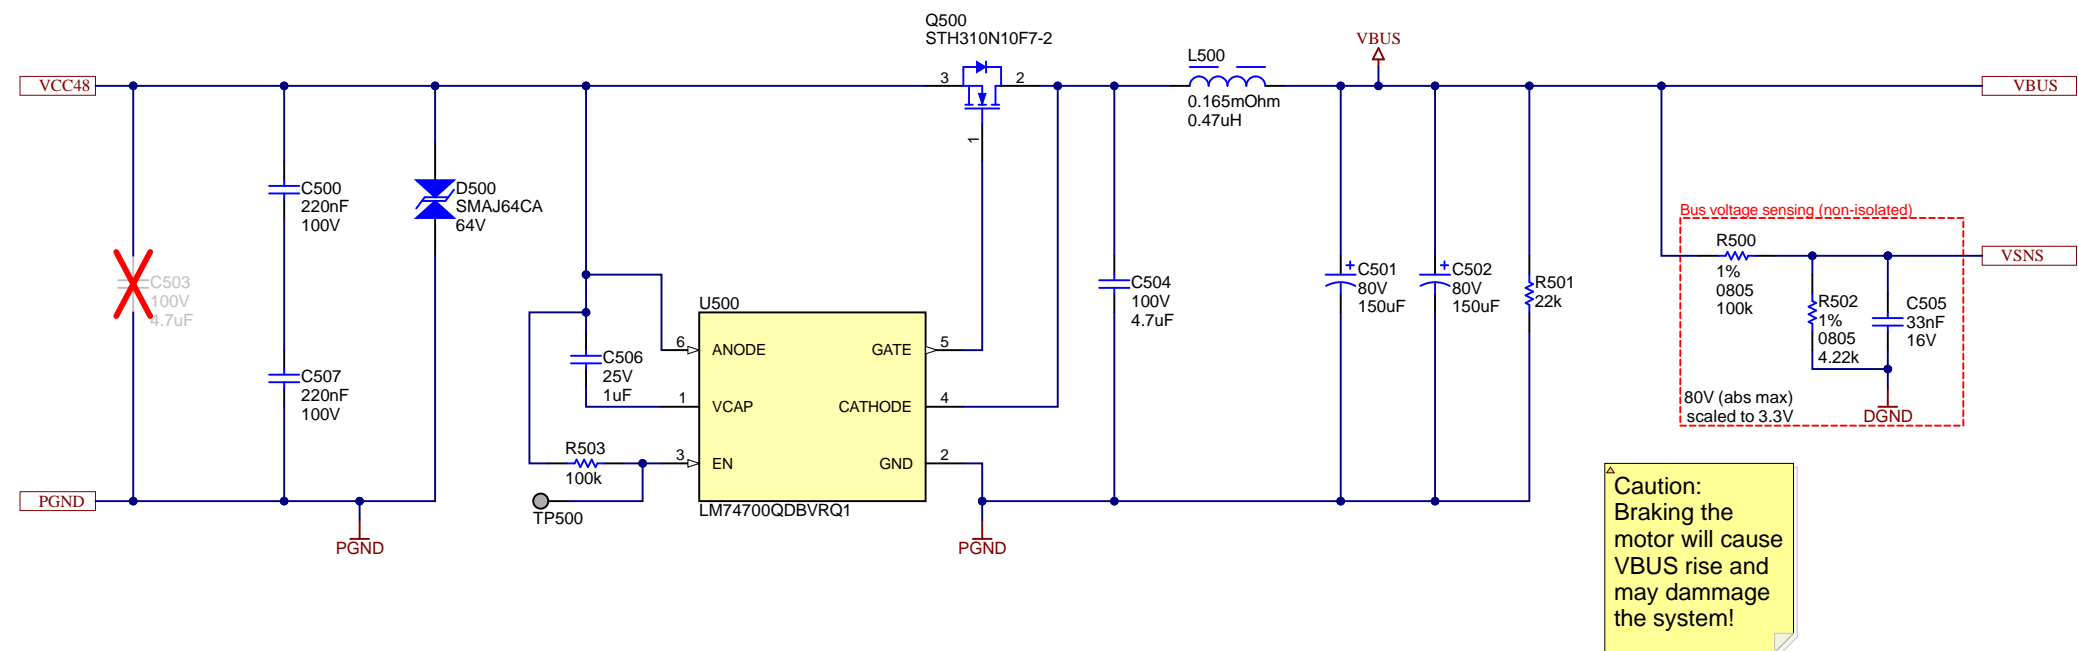 Q500
STH310N10F7-2
VCC48
3
2
1
L500
0.165mOhm
0.47uH
VBUS
VBUS
C500
220nF
100V
D500
SMAJ64CA
64V
C503
100V
4.7uF
C507
220nF
100V
C506
25V
1uF
R503
100k
TP500
U500
6
ANODE
GATE
5
1
VCAP
CATHODE
4
3
EN
GND
2
LM74700QDBVRQ1
PGND
PGND
PGND
C504
100V
4.7uF
C501
80V
150uF
C502
80V
150uF
R501
22k
Bus voltage sensing (non-isolated)
R500
1%
0805
100k
R502
1%
0805
4.22k
C505
33nF
16V
VSNS
80V (abs max)
scaled to 3.3V
DGND
Caution:
Braking the
motor will cause
VBUS rise and
may dammage
the system!